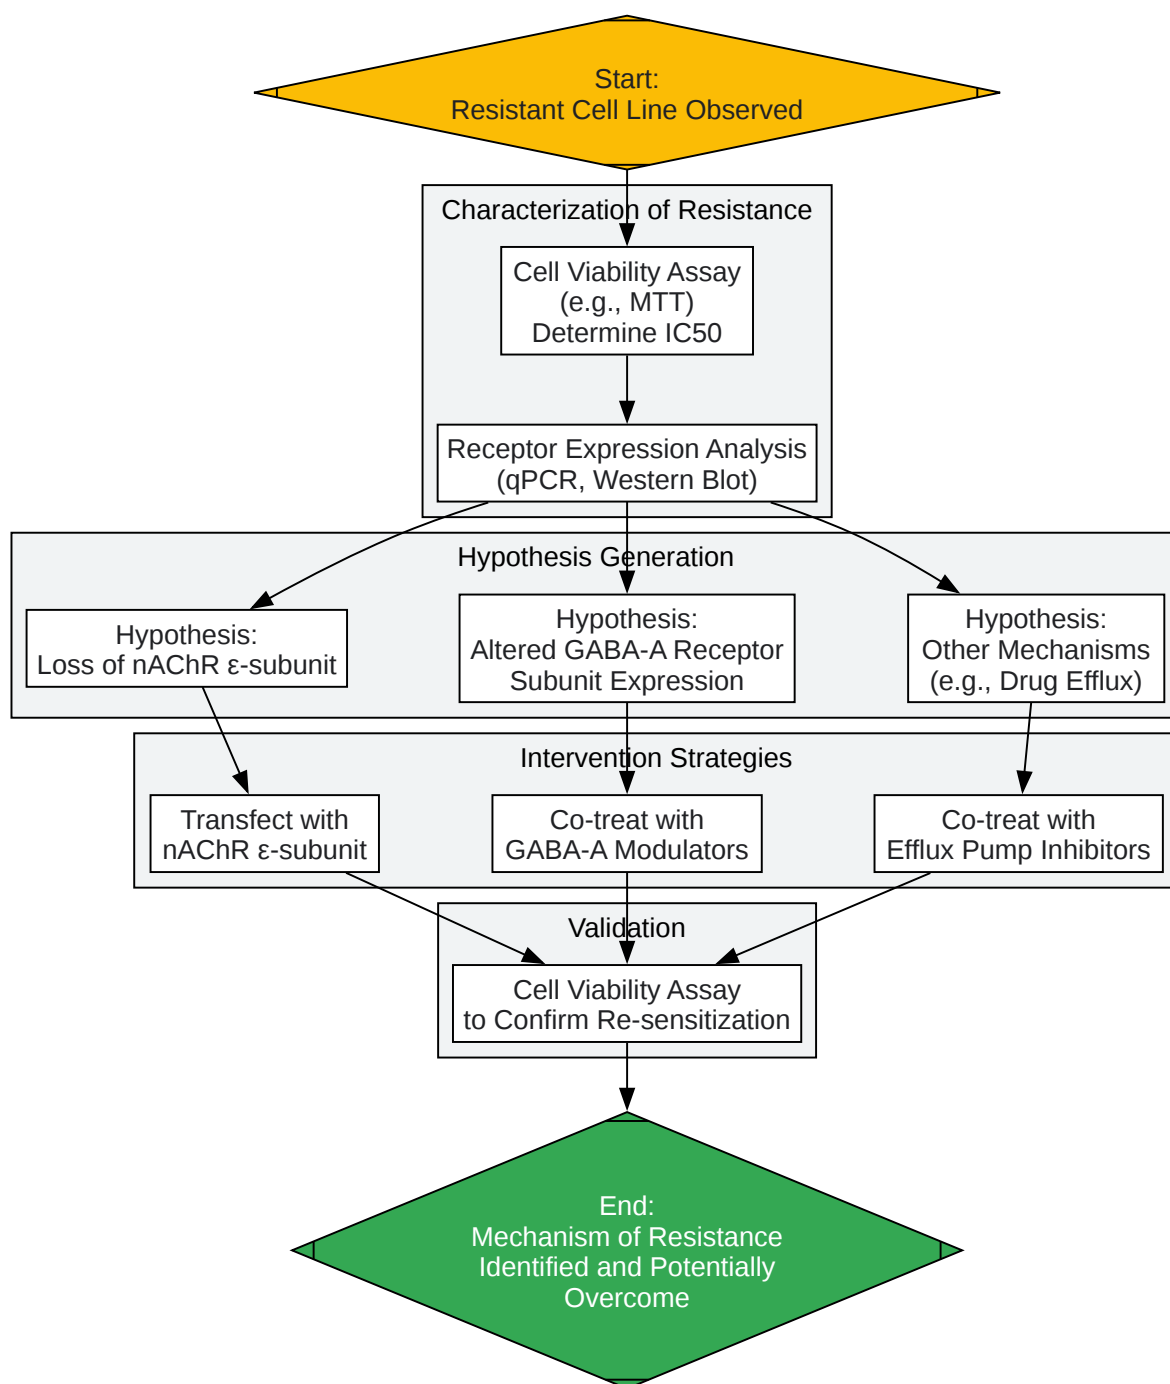 Start:
Resistant Cell Line Observed
Characterization of Resistance
Cell Viability Assay
(e.g., MTT)
Determine IC50
Receptor Expression Analysis
(qPCR, Western Blot)
Hypothesis Generation
Hypothesis:
Loss of nAChR ε-subunit
Hypothesis:
Altered GABA-A Receptor
Subunit Expression
Hypothesis:
Other Mechanisms
(e.g., Drug Efflux)
Intervention Strategies
Transfect with
nAChR ε-subunit
Co-treat with
GABA-A Modulators
Co-treat with
Efflux Pump Inhibitors
Validation
Cell Viability Assay
to Confirm Re-sensitization
End:
Mechanism of Resistance
Identified and Potentially
Overcome